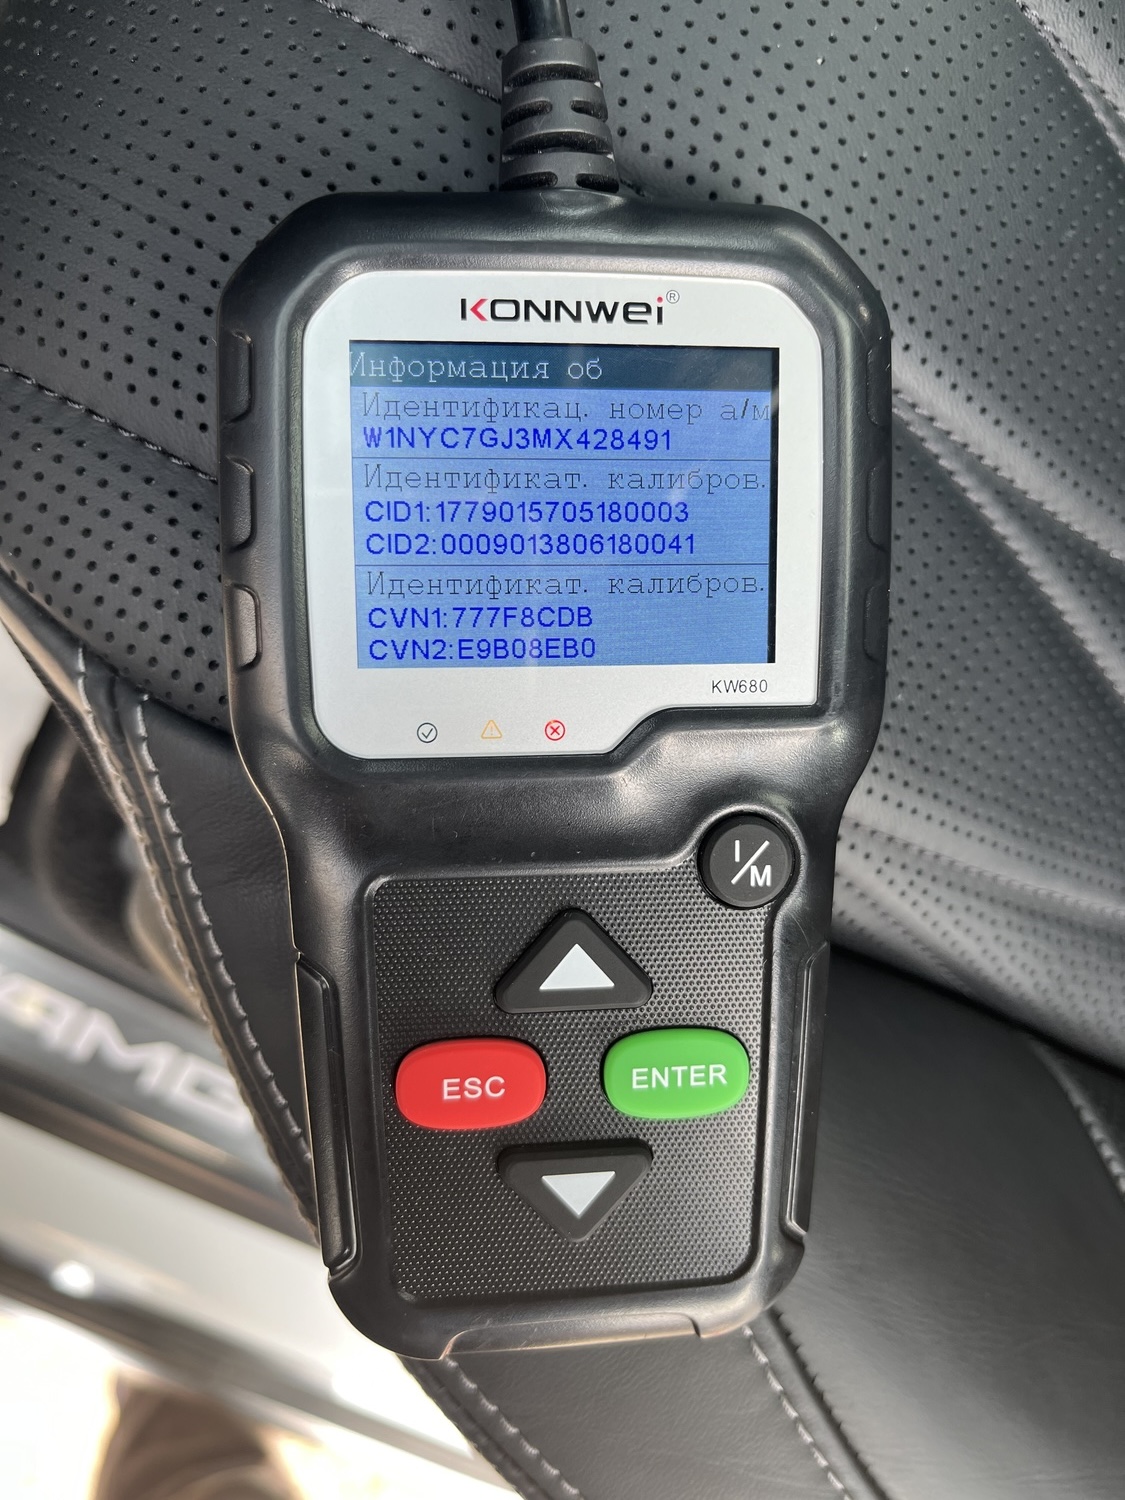 KONNWEI®
Информация об
Идентификац. номер а/м
W1NYC7GJ3MX428491
Идентификат. калибров.
CID1:1779015705180003
CID2:0009013806180041
Идентификат. калибров.
CVN1:777F8CDB
CVN2:E9B08EB0
KW680
I/M
ESC
ENTER
AMG